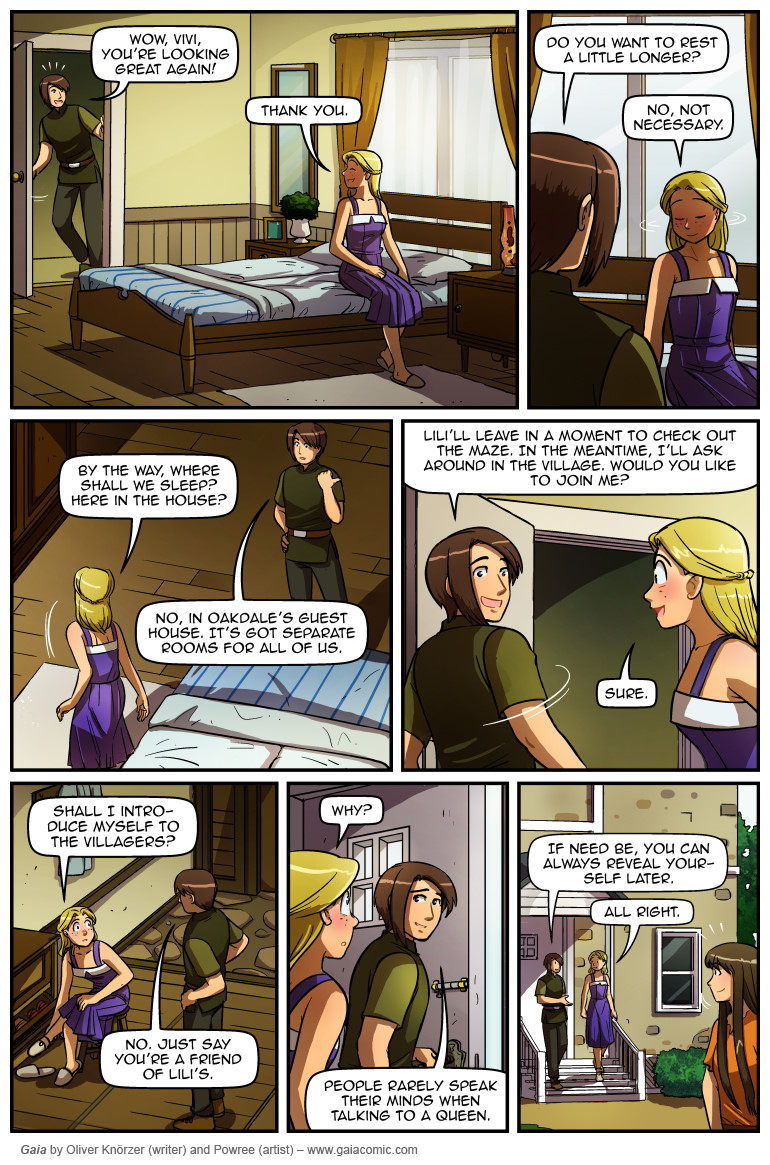 WOW, VIVI,
YOU'RE LOOKING
GREAT AGAIN!
THANK YOU.
DO YOU WANT TO REST
A LITTLE LONGER?
NO, NOT
NECESSARY.
BY THE WAY, WHERE
SHALL WE SLEEP?
HERE IN THE HOUSE?
NO, IN OAKDALE'S GUEST
HOUSE. IT'S GOT SEPARATE
ROOMS FOR ALL OF US.
LILI'LL LEAVE IN A MOMENT TO CHECK OUT
THE MAZE. IN THE MEANTIME, I'LL ASK
AROUND IN THE VILLAGE. WOULD YOU LIKE
TO JOIN ME?
SURE.
SHALL I INTRO-
DUCE MYSELF TO
THE VILLAGERS?
NO. JUST SAY
YOU'RE A FRIEND
OF LILI'S.
WHY?
PEOPLE RARELY SPEAK
THEIR MINDS WHEN
TALKING TO A QUEEN.
IF NEED BE, YOU CAN
ALWAYS REVEAL YOUR-
SELF LATER.
ALL RIGHT.
Gaia by Oliver Knörzer (writer) and Powree (artist) – www.gaiacomic.com